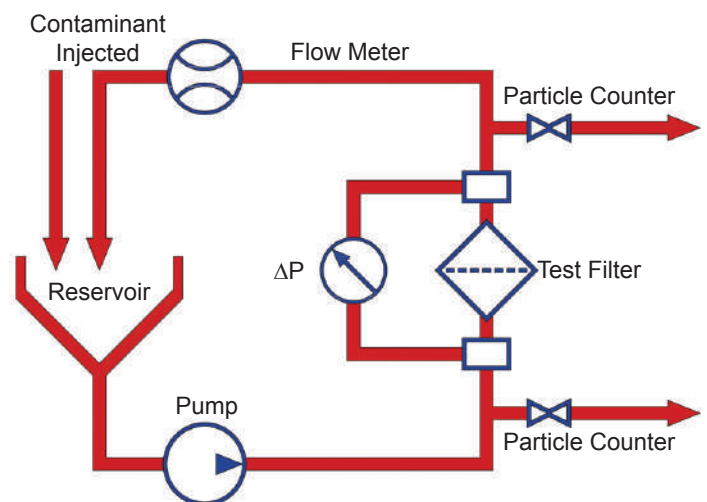 Contaminant
Injected
Flow Meter
Particle Counter
ΔP
Test Filter
Reservoir
Pump
Particle Counter